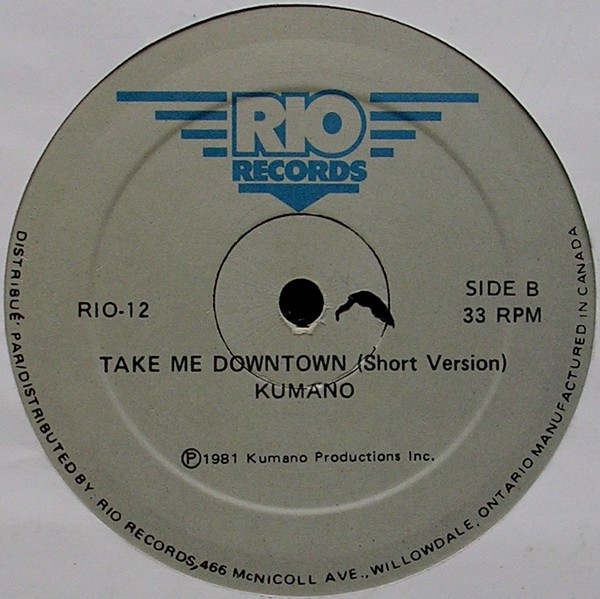 RIO
RECORDS
RIO-12
SIDE B
33 RPM
TAKE ME DOWNTOWN (Short Version)
KUMANO
Ⓟ1981 Kumano Productions Inc.
DISTRIBUÉ PAR/DISTRIBUTED BY RIO RECORDS, 466 McNICOLL AVE., WILLOWDALE, ONTARIO MANUFACTURED IN CANADA